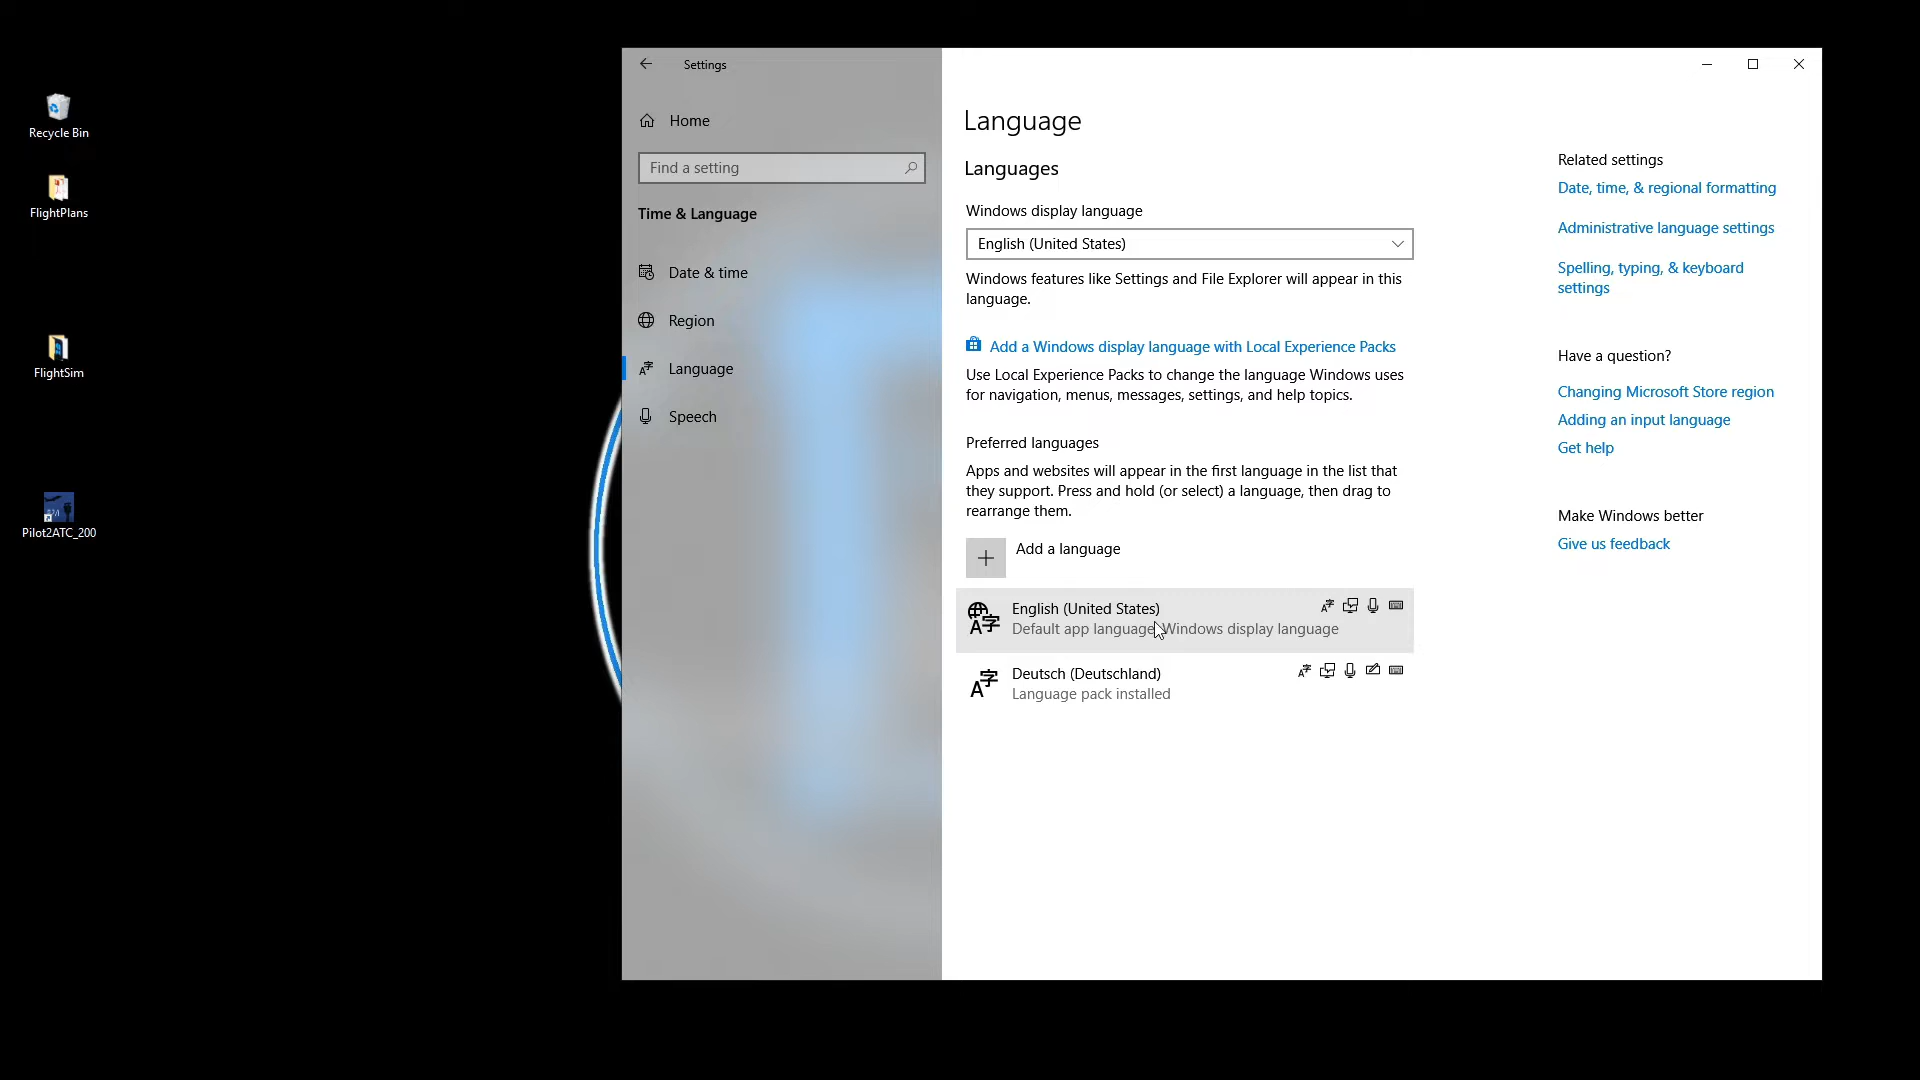 Recycle Bin
FlightPlans
FlightSim
Pilot2ATC_200
Settings
Home
Find a setting
Time & Language
Date & time
Region
Language
Speech
Language
Languages
Windows display language
English (United States)
Windows features like Settings and File Explorer will appear in this
language.
Add a Windows display language with Local Experience Packs
Use Local Experience Packs to change the language Windows uses
for navigation, menus, messages, settings, and help topics.
Preferred languages
Apps and websites will appear in the first language in the list that
they support. Press and hold (or select) a language, then drag to
rearrange them.
Add a language
English (United States)
Default app language, Windows display language
Deutsch (Deutschland)
Language pack installed
Related settings
Date, time, & regional formatting
Administrative language settings
Spelling, typing, & keyboard
settings
Have a question?
Changing Microsoft Store region
Adding an input language
Get help
Make Windows better
Give us feedback